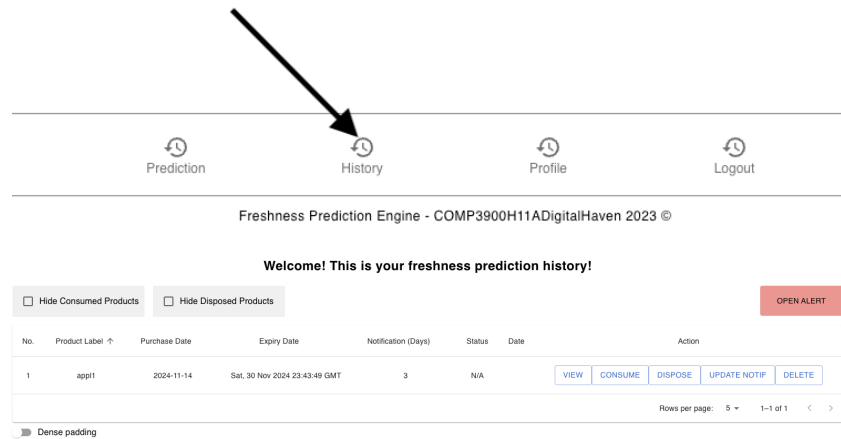 Prediction History Profile Logout
Freshness Prediction Engine - COMP3900H11ADigitalHaven 2023 ©
Welcome! This is your freshness prediction history!
Hide Consumed Products Hide Disposed Products OPEN ALERT
No. Product Label ↑ Purchase Date Expiry Date Notification (Days) Status Date Action
1 appl1 2024-11-14 Sat, 30 Nov 2024 23:43:49 GMT 3 N/A VIEW CONSUME DISPOSE UPDATE NOTIF DELETE
Rows per page: 5 1–1 of 1
Dense padding